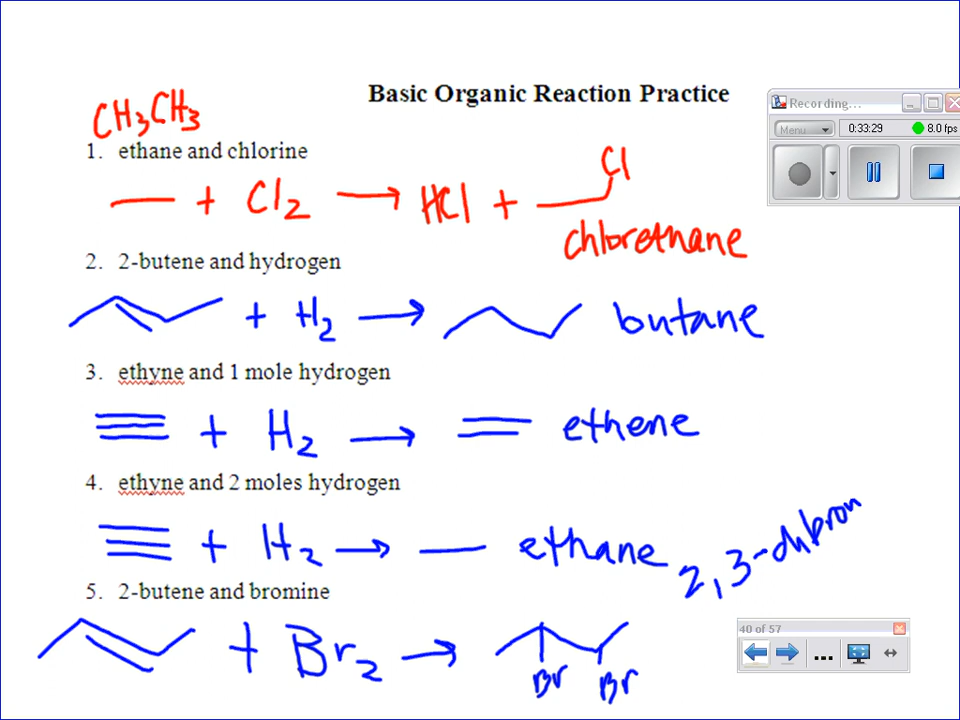 Basic Organic Reaction Practice
Recording...
Menu
0:33:29
8.0 fps
CH3CH3
1. ethane and chlorine
+ Cl2 → HCl + Cl
chlorethane
2. 2-butene and hydrogen
+ H2 → butane
3. ethyne and 1 mole hydrogen
+ H2 → ethene
4. ethyne and 2 moles hydrogen
+ H2 → ethane
2,3-dibrom
5. 2-butene and bromine
+ Br2 → Br Br
40 of 57
...